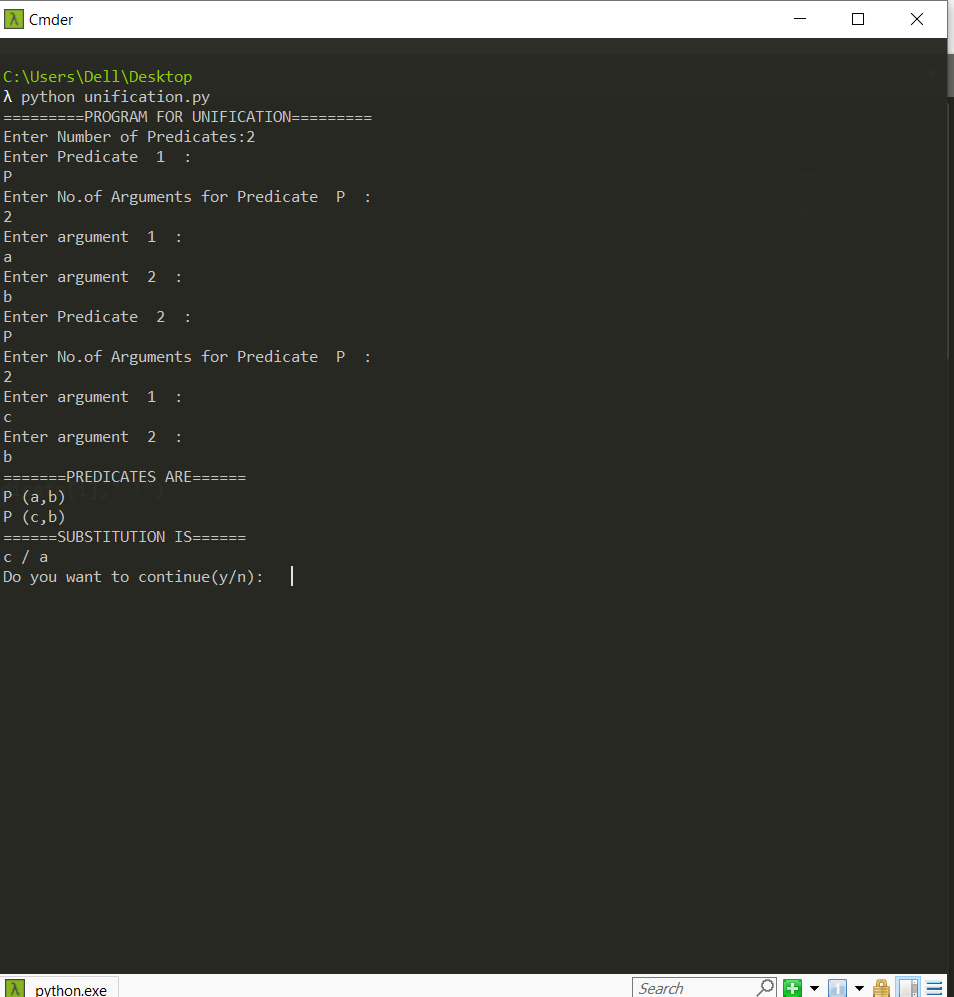 Cmder
C:\Users\Dell\Desktop
λ python unification.py
=========PROGRAM FOR UNIFICATION=========
Enter Number of Predicates:2
Enter Predicate  1  :
P
Enter No.of Arguments for Predicate  P  :
2
Enter argument  1  :
a
Enter argument  2  :
b
Enter Predicate  2  :
P
Enter No.of Arguments for Predicate  P  :
2
Enter argument  1  :
c
Enter argument  2  :
b
=======PREDICATES ARE======
P (a,b)
P (c,b)
======SUBSTITUTION IS======
c / a
Do you want to continue(y/n):
λ python.exe
Search